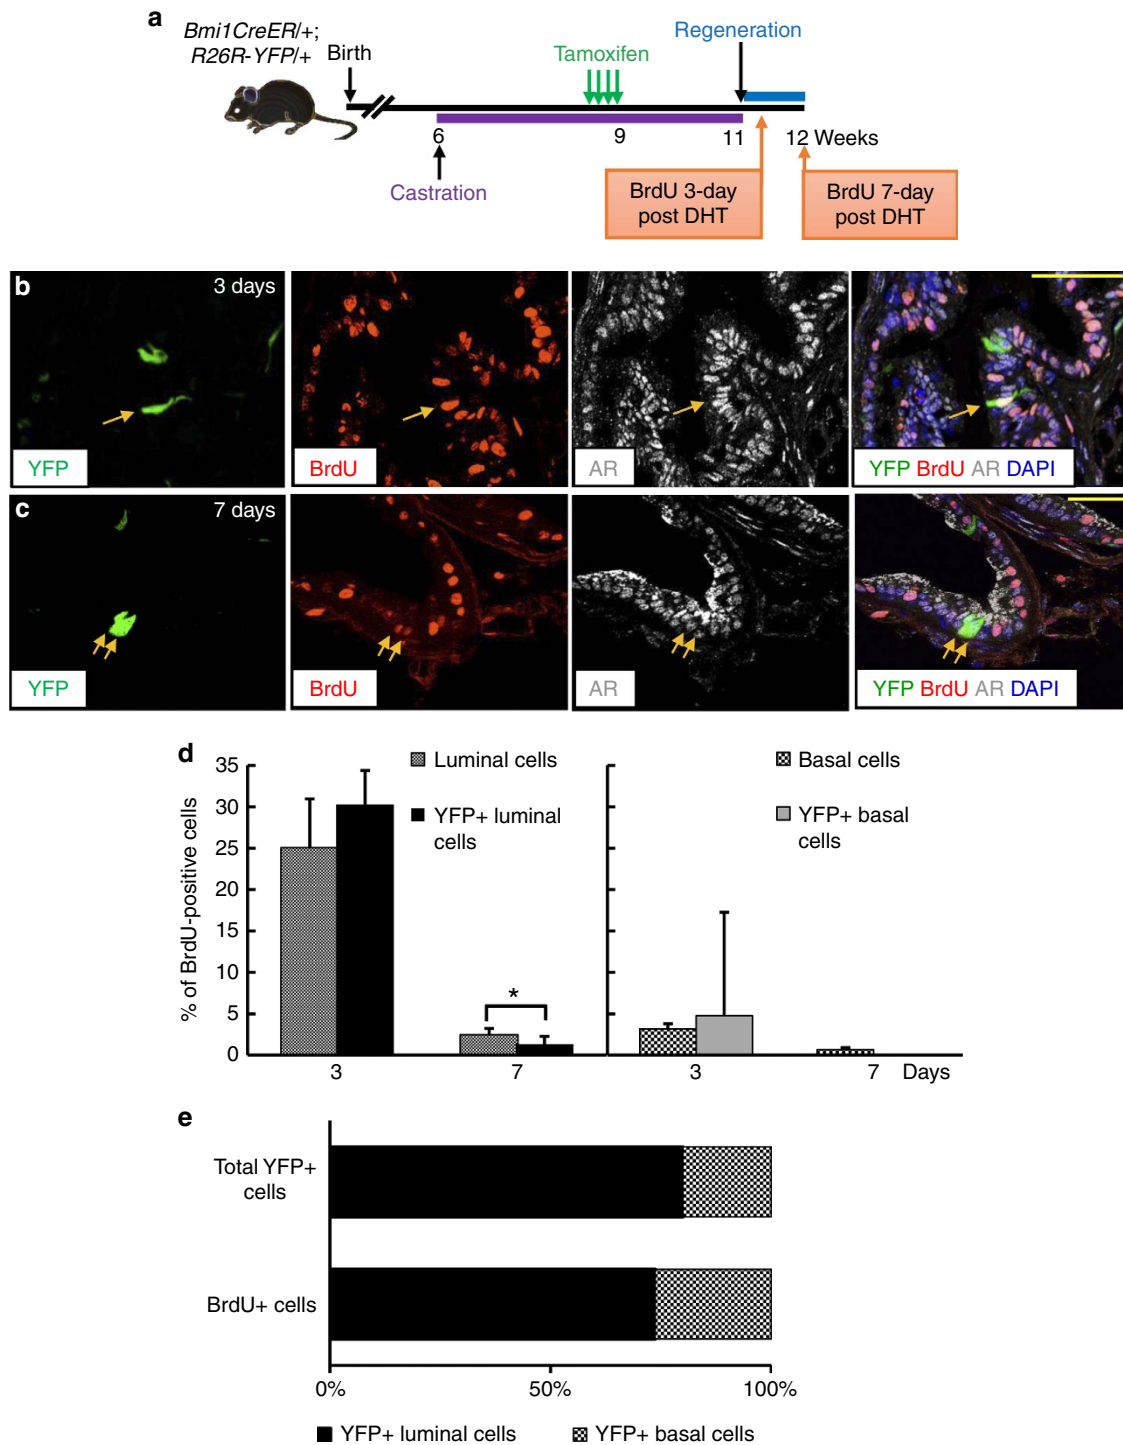 a
Bmi1CreER/+;
R26R-YFP/+
Birth
Tamoxifen
Regeneration
6
9
11
12 Weeks
Castration
BrdU 3-day
post DHT
BrdU 7-day
post DHT
b
3 days
YFP
BrdU
AR
YFP BrdU AR DAPI
c
7 days
YFP
BrdU
AR
YFP BrdU AR DAPI
d
% of BrdU-positive cells
35
30
25
20
15
10
5
0
Luminal cells
YFP+ luminal
cells
Basal cells
YFP+ basal
cells
*
3
7
3
7
Days
e
Total YFP+
cells
BrdU+ cells
0%
50%
100%
YFP+ luminal cells
YFP+ basal cells